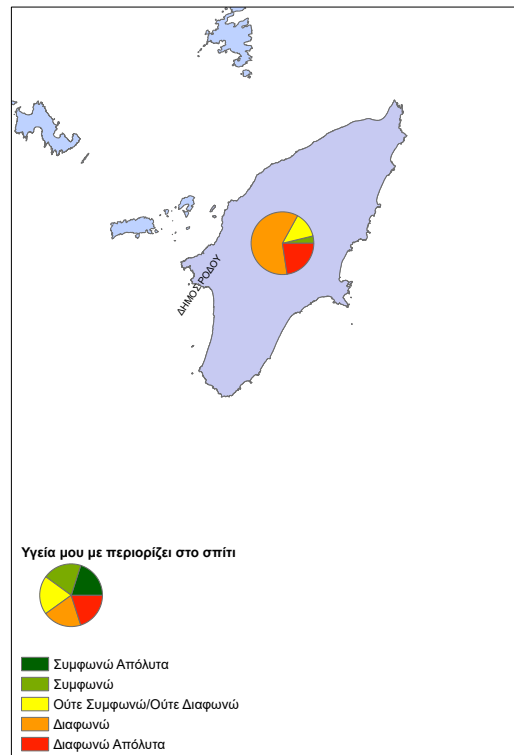 ΔΗΜΟΣ ΡΟΔΟΥ
Υγεία μου με περιορίζει στο σπίτι
Συμφωνώ Απόλυτα
Συμφωνώ
Ούτε Συμφωνώ/Ούτε Διαφωνώ
Διαφωνώ
Διαφωνώ Απόλυτα